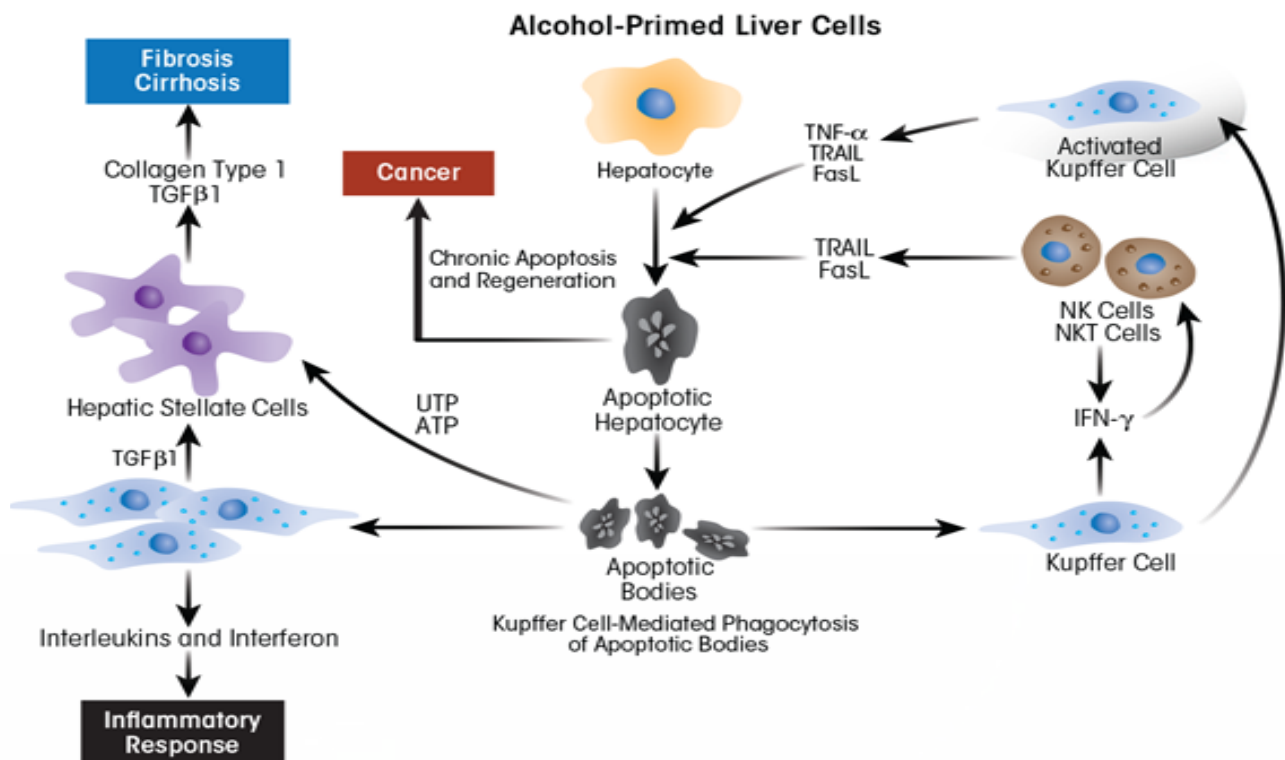 Alcohol-Primed Liver Cells
Fibrosis
Cirrhosis
Collagen Type 1
TGFβ1
Cancer
Hepatocyte
TNF-α
TRAIL
FasL
Activated
Kupffer Cell
Chronic Apoptosis
and Regeneration
TRAIL
FasL
NK Cells
NKT Cells
Hepatic Stellate Cells
UTP
ATP
Apoptotic
Hepatocyte
IFN-γ
TGFβ1
Apoptotic
Bodies
Kupffer Cell
Kupffer Cell-Mediated Phagocytosis
of Apoptotic Bodies
Interleukins and Interferon
Inflammatory
Response